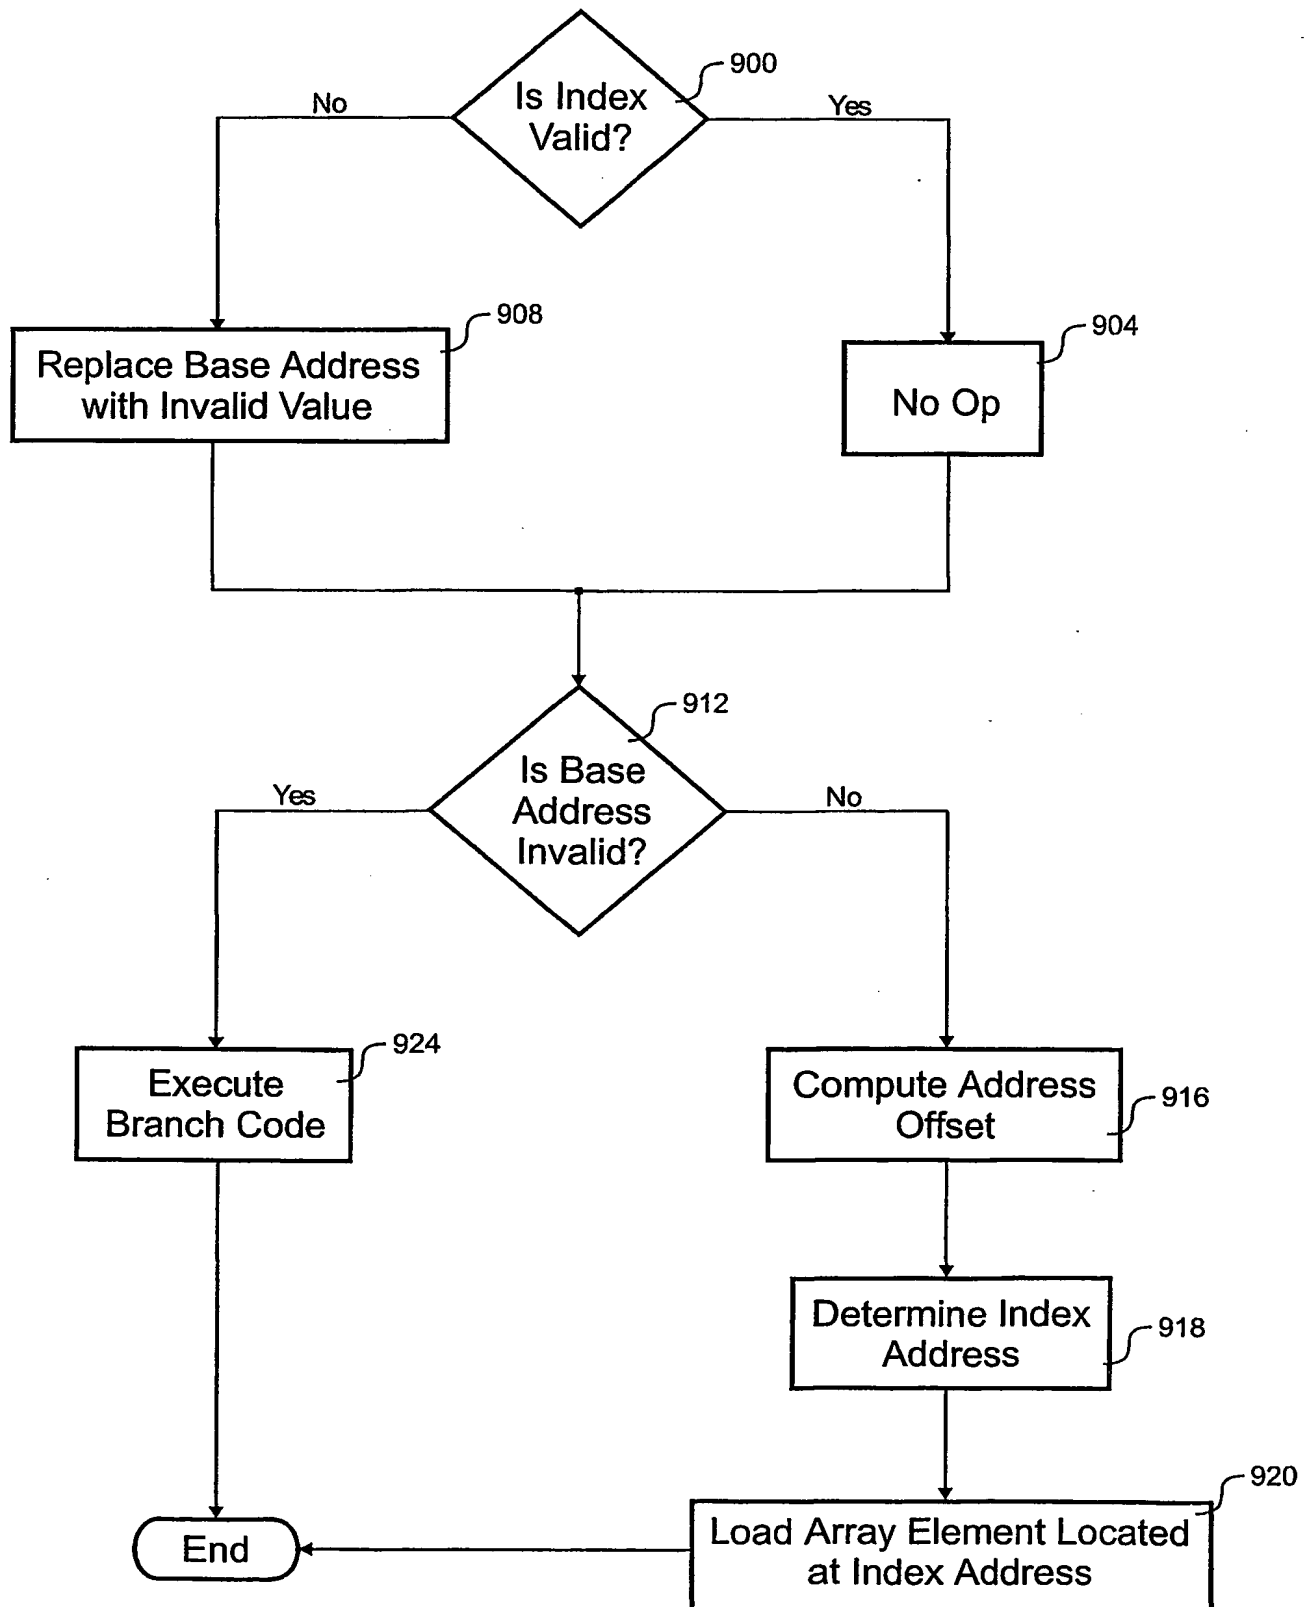 900
Is Index
Valid?
No
Yes
908
Replace Base Address
with Invalid Value
904
No Op
912
Is Base
Address
Invalid?
Yes
No
924
Execute
Branch Code
Compute Address
Offset
916
Determine Index
Address
918
920
Load Array Element Located
at Index Address
End